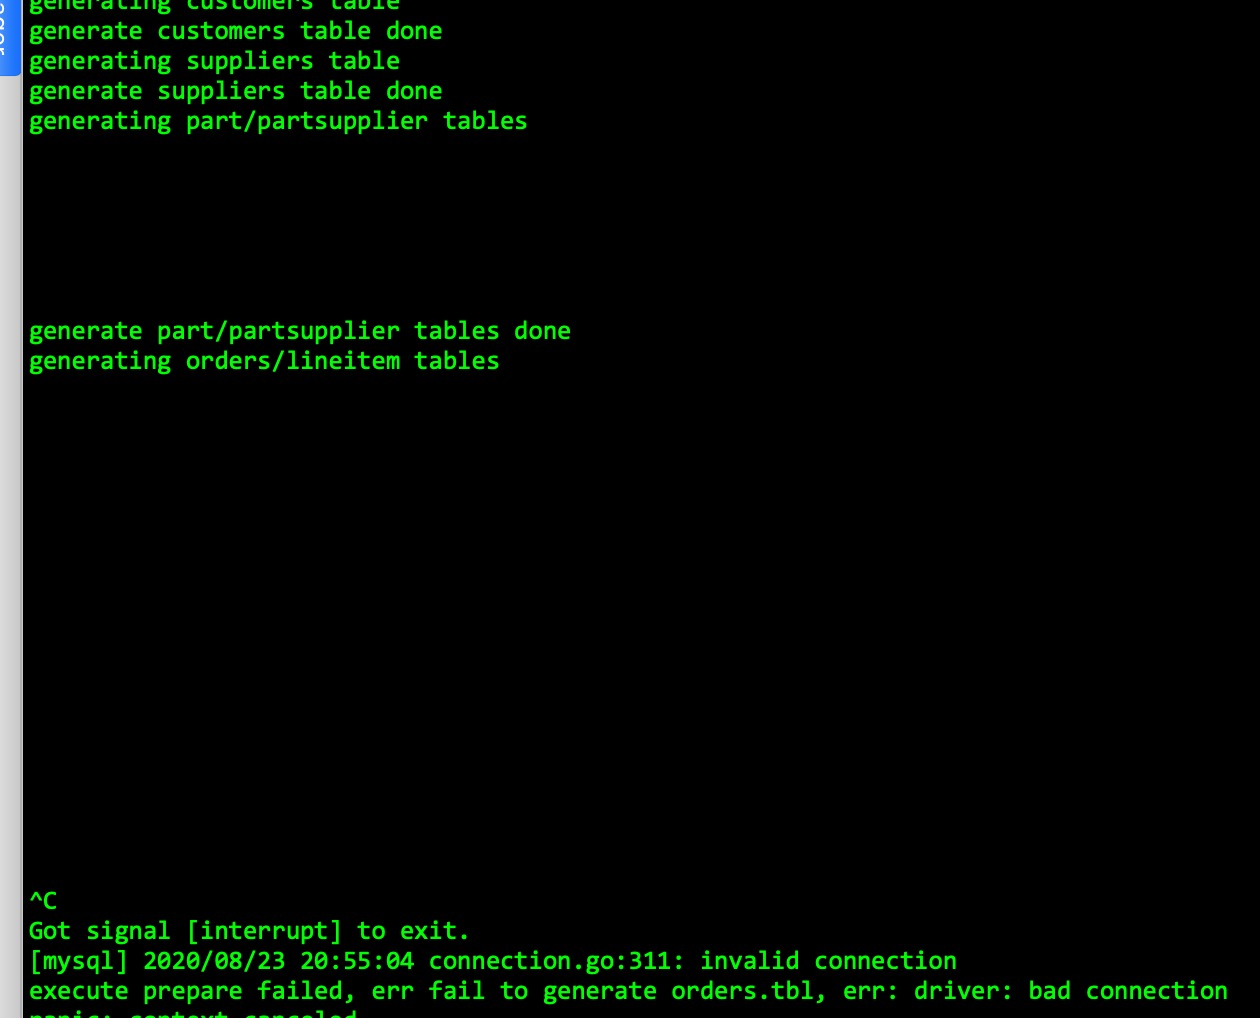 generating customers table
generate customers table done
generating suppliers table
generate suppliers table done
generating part/partsupplier tables
generate part/partsupplier tables done
generating orders/lineitem tables
^C
Got signal [interrupt] to exit.
[mysql] 2020/08/23 20:55:04 connection.go:311: invalid connection
execute prepare failed, err fail to generate orders.tbl, err: driver: bad connection
panic: context canceled